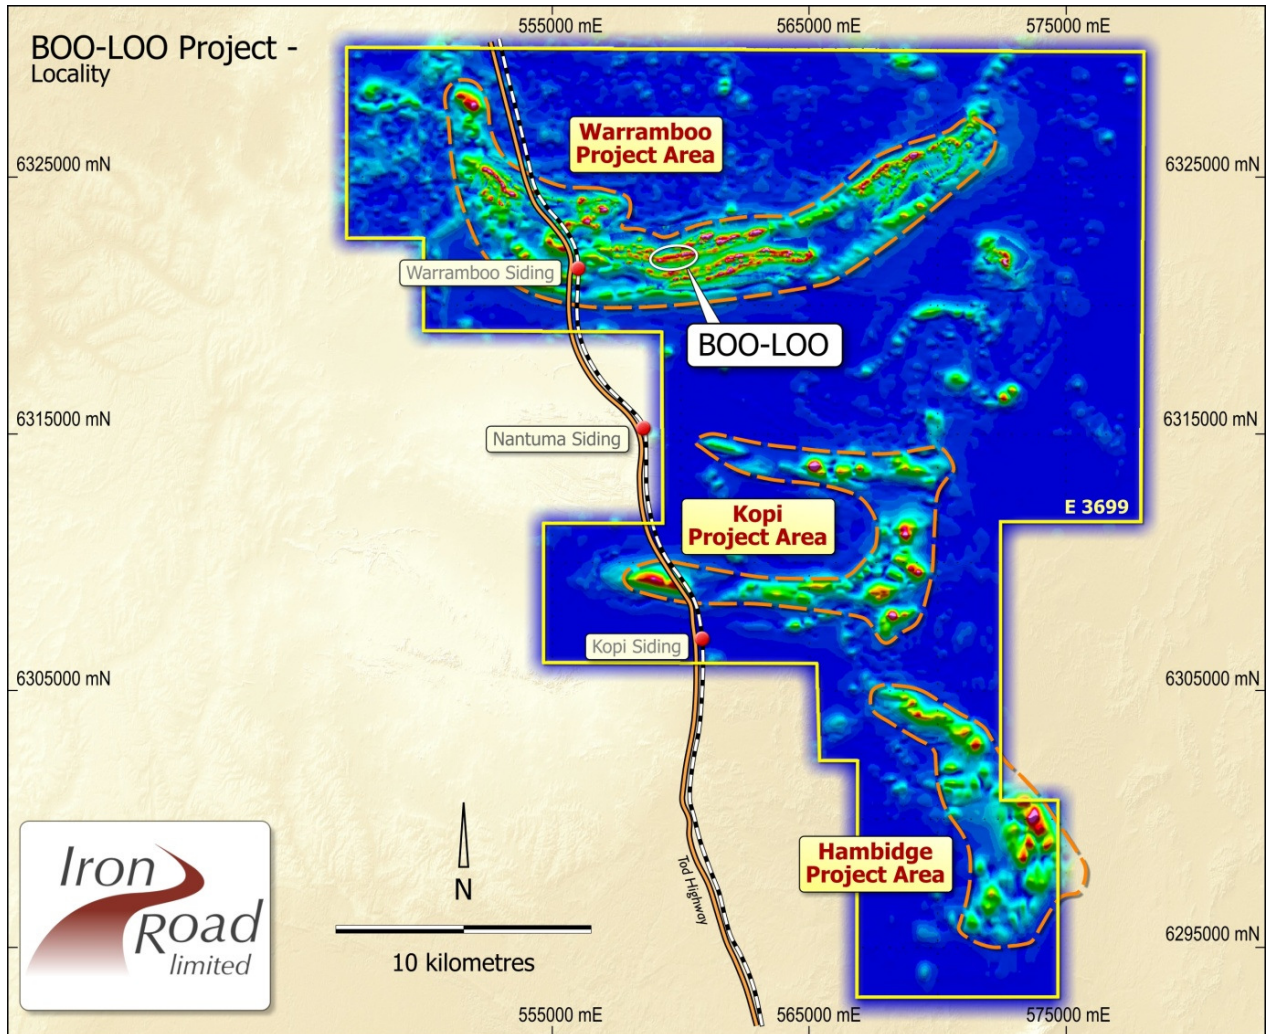 BOO-LOO Project -
Locality
555000 mE
565000 mE
575000 mE
Warramboo
Project Area
6325000 mN
6325000 mN
Warramboo Siding
BOO-LOO
6315000 mN
6315000 mN
Nantuma Siding
Kopi
Project Area
E 3699
Kopi Siding
6305000 mN
6305000 mN
Hambidge
Project Area
Tod Highway
N
10 kilometres
Iron
Road
limited
6295000 mN
555000 mE
565000 mE
575000 mE